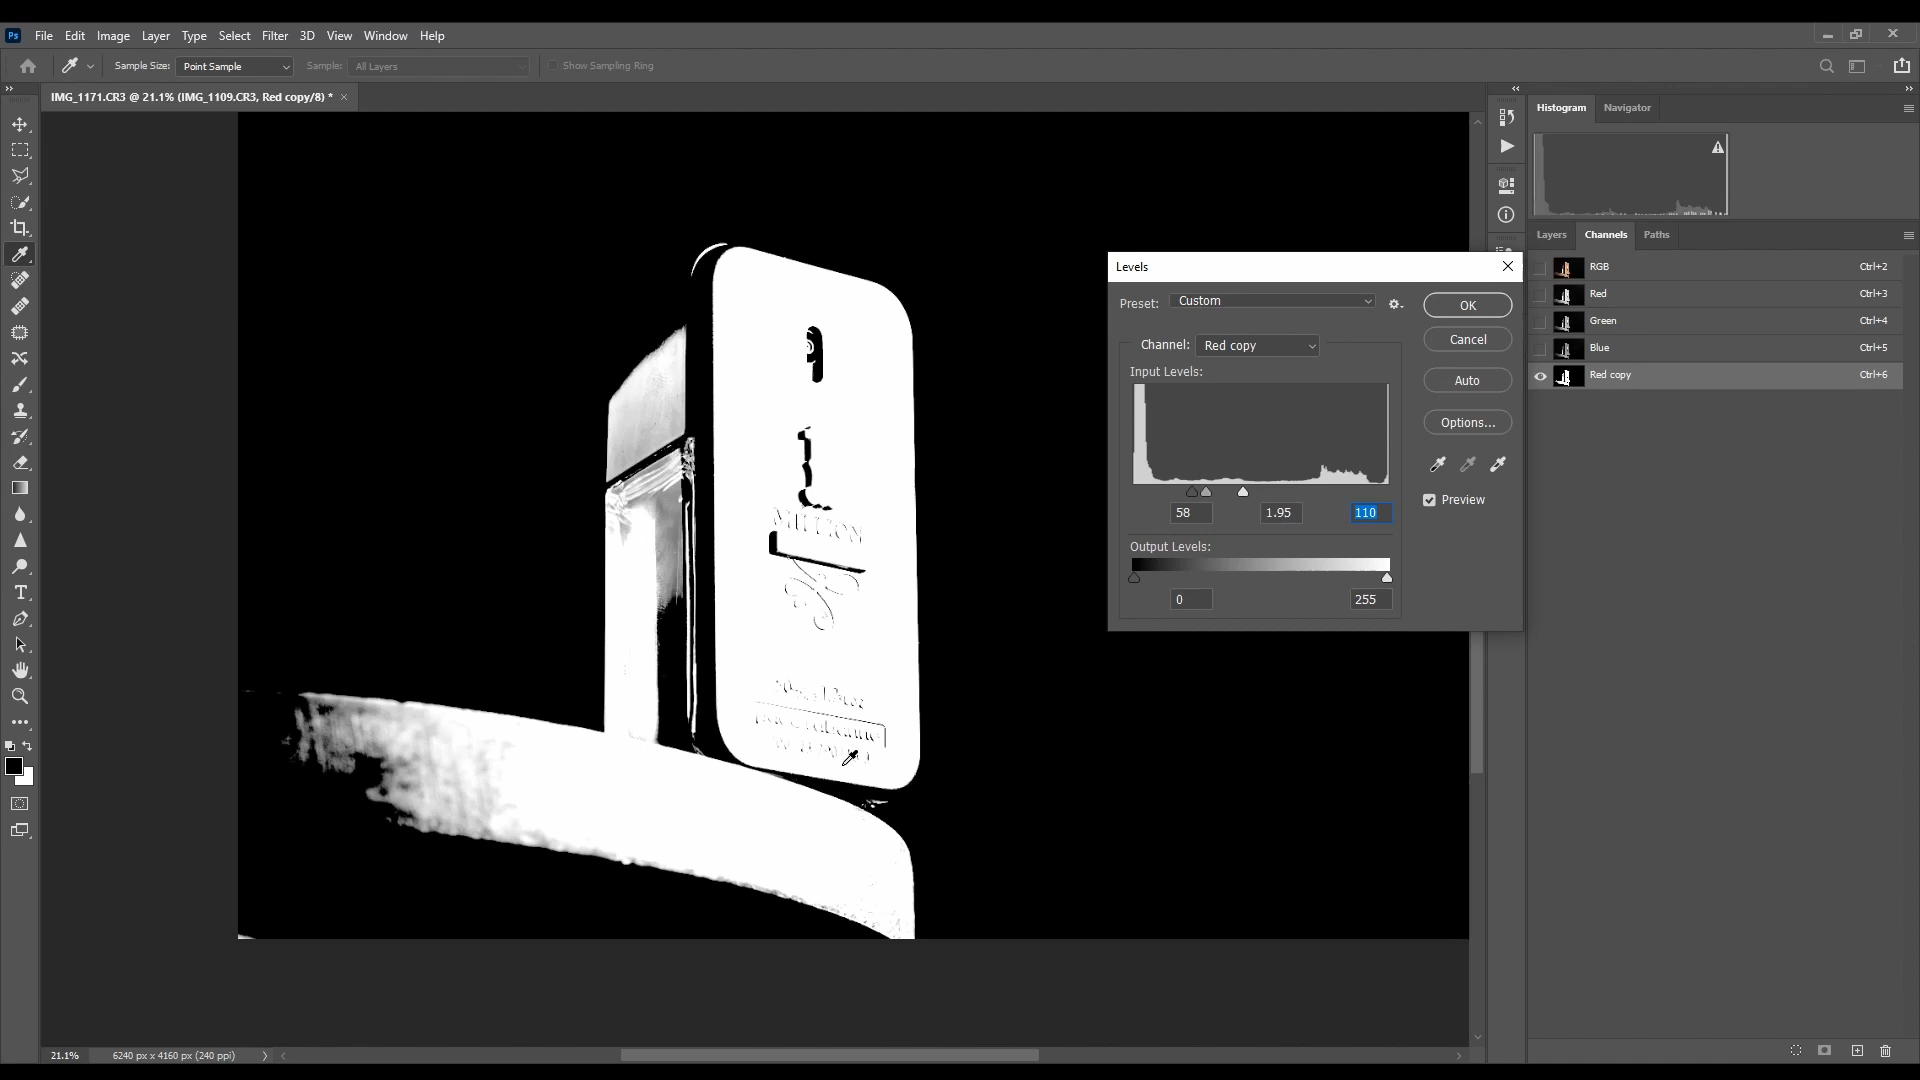 Ps File Edit Image Layer Type Select Filter 3D View Window Help
Sample Size: Point Sample Sample: All Layers Show Sampling Ring
IMG_1171.CR3 @ 21.1% (IMG_1109.CR3, Red copy/8) *
Histogram Navigator
Layers Channels Paths
RGB Ctrl+2
Red Ctrl+3
Green Ctrl+4
Blue Ctrl+5
Red copy Ctrl+6
Levels
Preset: Custom
OK
Channel: Red copy
Cancel
Input Levels:
Auto
Options...
Preview
58 1.95 110
Output Levels:
0 255
MILLION
21.1% 6240 px x 4160 px (240 ppi)